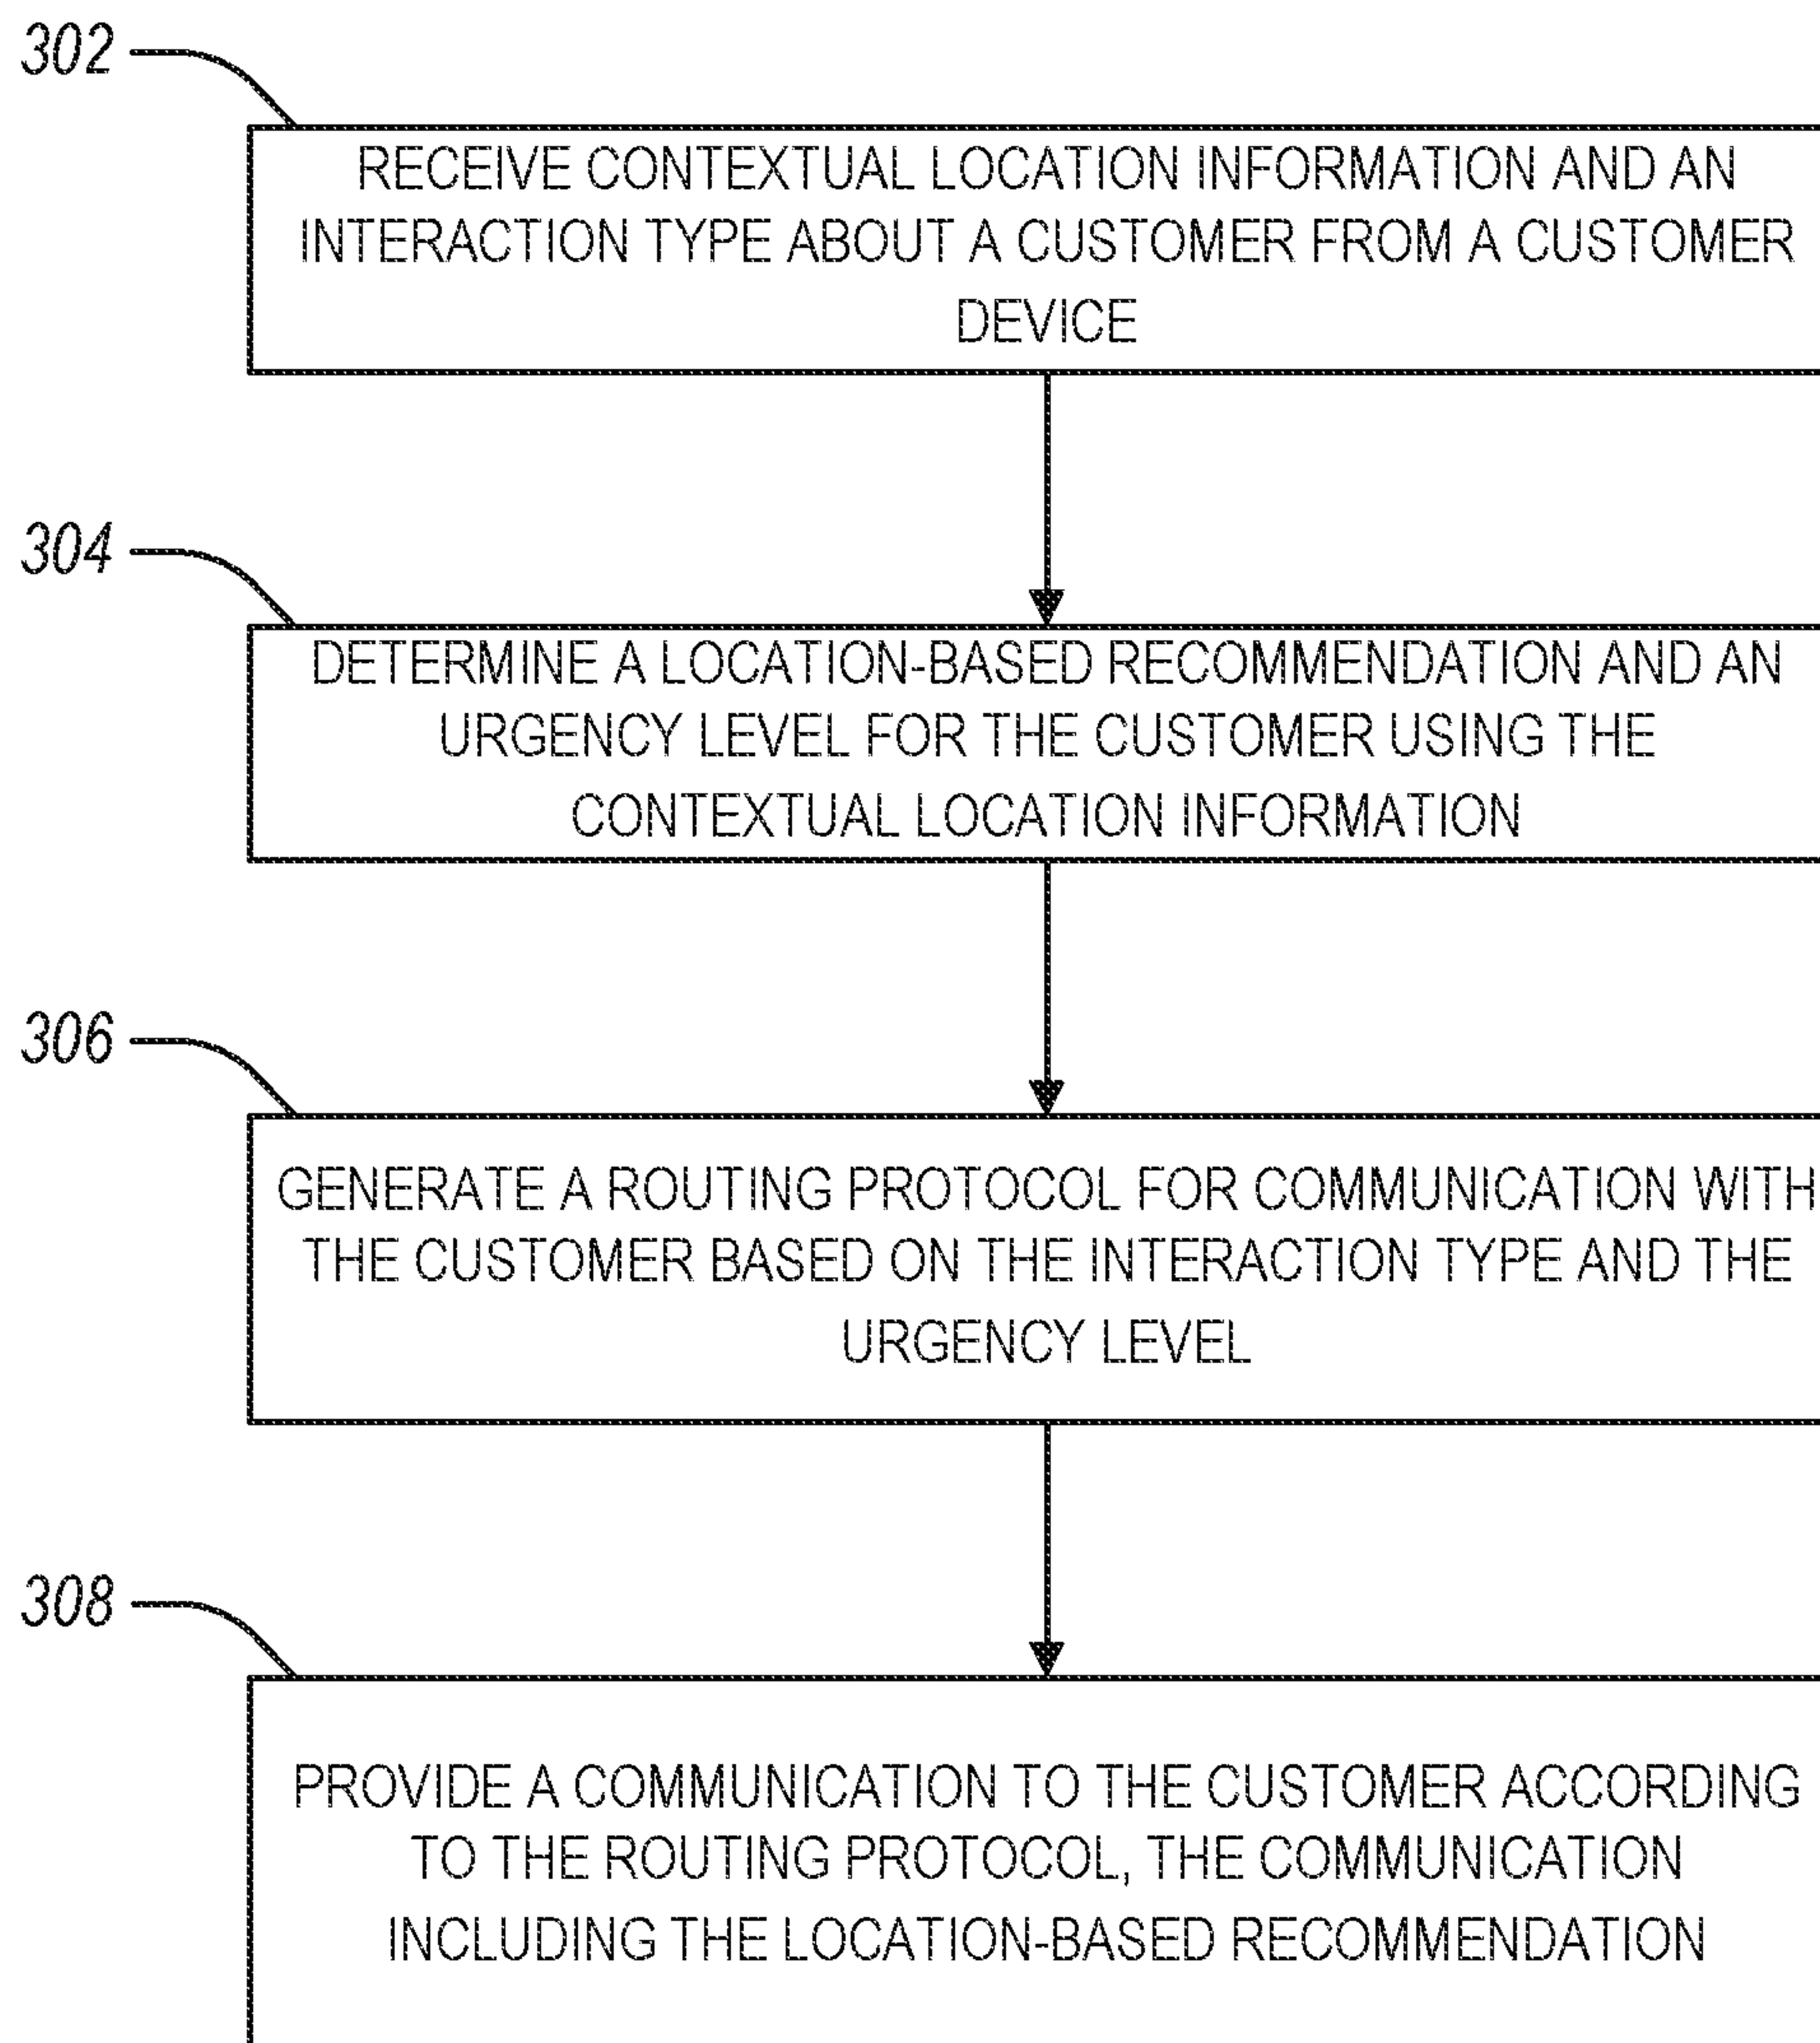 302
RECEIVE CONTEXTUAL LOCATION INFORMATION AND AN
INTERACTION TYPE ABOUT A CUSTOMER FROM A CUSTOMER
DEVICE
304
DETERMINE A LOCATION-BASED RECOMMENDATION AND AN
URGENCY LEVEL FOR THE CUSTOMER USING THE
CONTEXTUAL LOCATION INFORMATION
306
GENERATE A ROUTING PROTOCOL FOR COMMUNICATION WITH
THE CUSTOMER BASED ON THE INTERACTION TYPE AND THE
URGENCY LEVEL
308
PROVIDE A COMMUNICATION TO THE CUSTOMER ACCORDING
TO THE ROUTING PROTOCOL, THE COMMUNICATION
INCLUDING THE LOCATION-BASED RECOMMENDATION